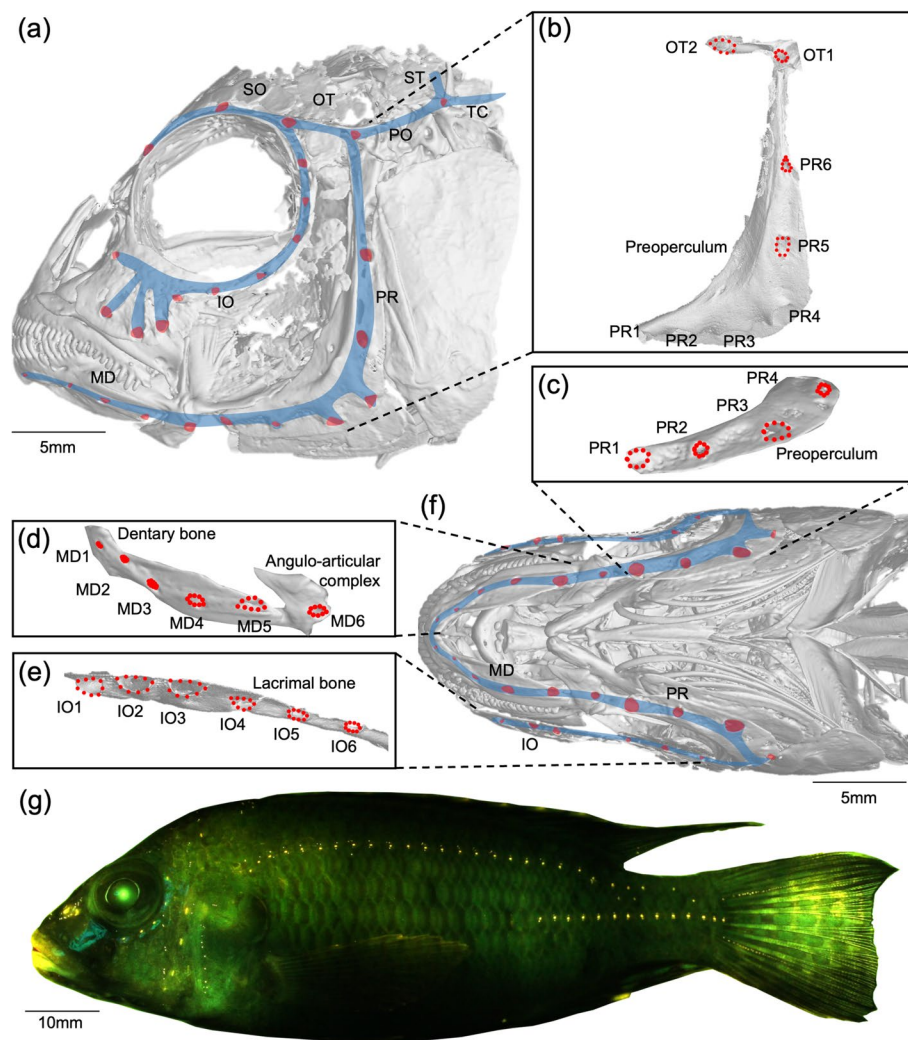 (a)
SO
OT
ST
TC
PO
PR
IO
MD
5mm
(b)
OT2
OT1
PR6
PR5
Preoperculum
PR4
PR1
PR2
PR3
(c)
PR4
PR3
PR2
PR1
Preoperculum
(d)
Dentary bone
Angulo-articular
complex
MD1
MD2
MD3
MD4
MD5
MD6
(e)
Lacrimal bone
IO1
IO2
IO3
IO4
IO5
IO6
(f)
MD
PR
IO
5mm
(g)
10mm